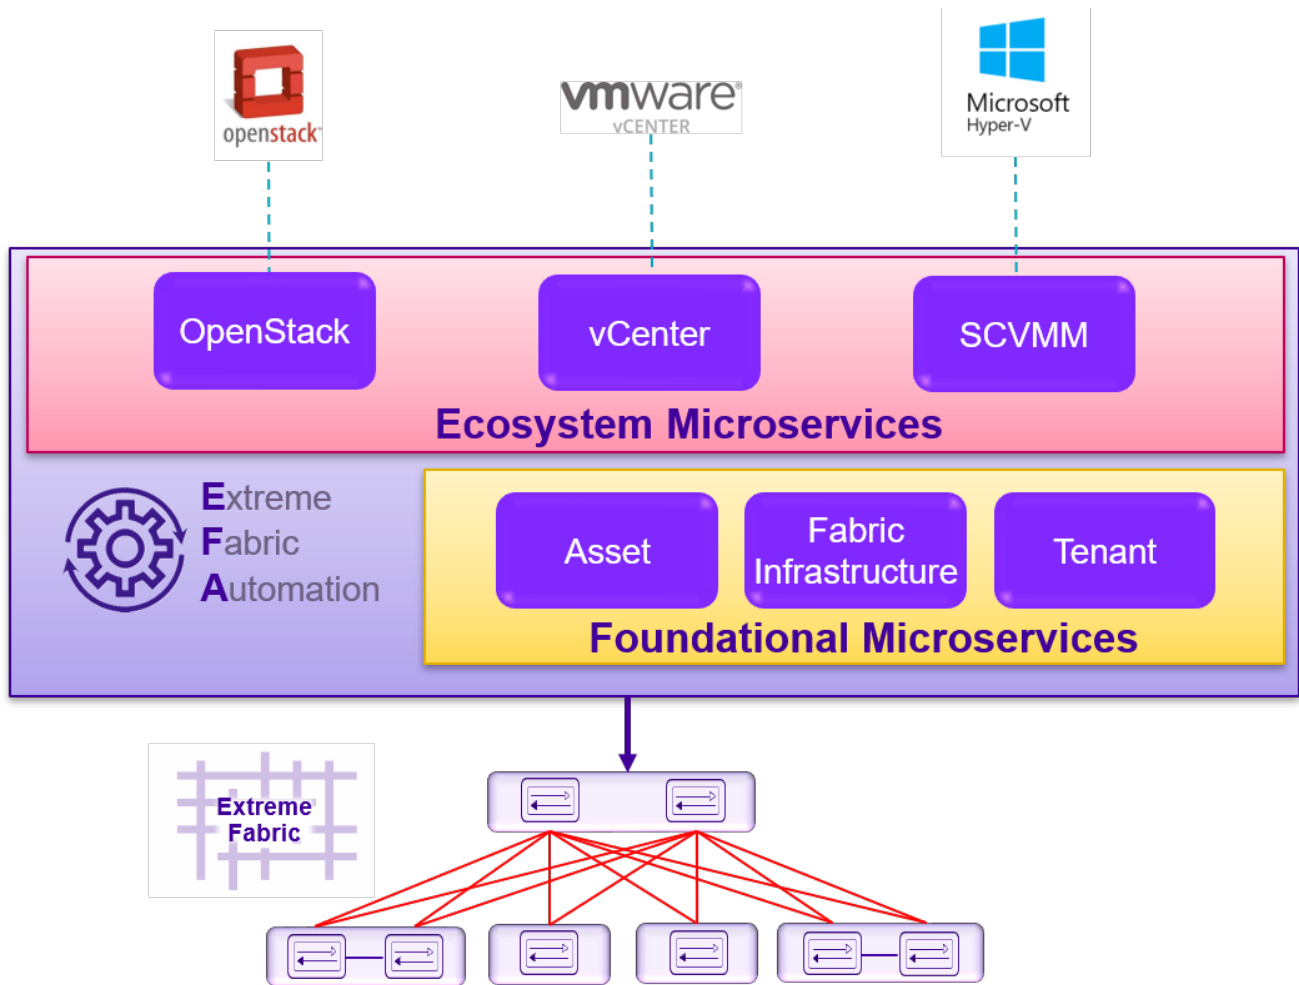 openstack
vmware®
vCENTER
Microsoft
Hyper-V
OpenStack
vCenter
SCVMM
Ecosystem Microservices
Extreme
Fabric
Automation
Asset
Fabric
Infrastructure
Tenant
Foundational Microservices
Extreme
Fabric